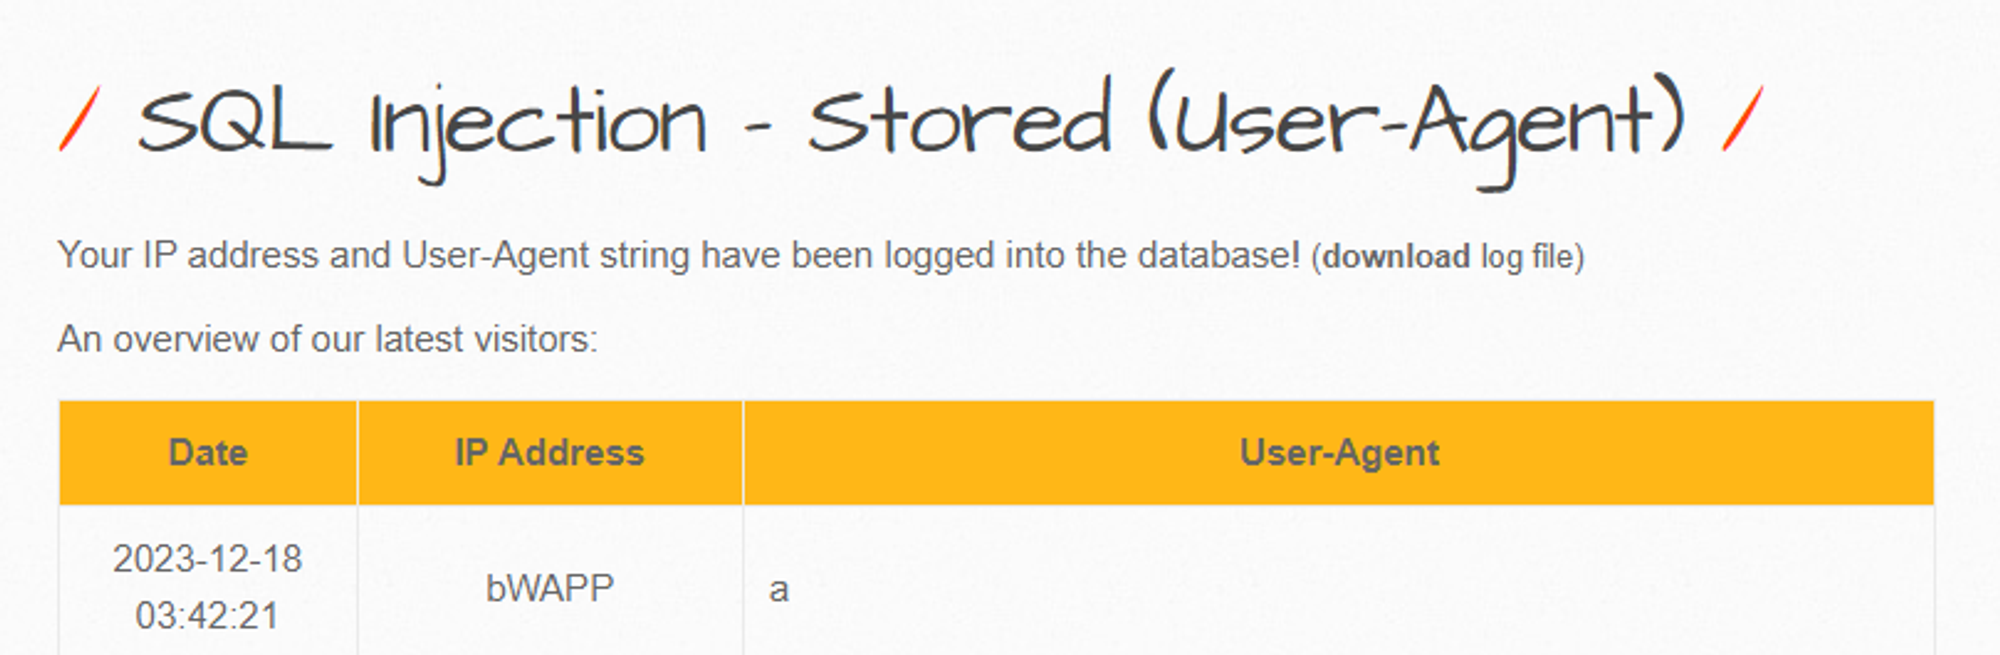 / SQL Injection - Stored (User-Agent) /
Your IP address and User-Agent string have been logged into the database! (download log file)
An overview of our latest visitors:
Date IP Address User-Agent
2023-12-18
03:42:21
bWAPP
a